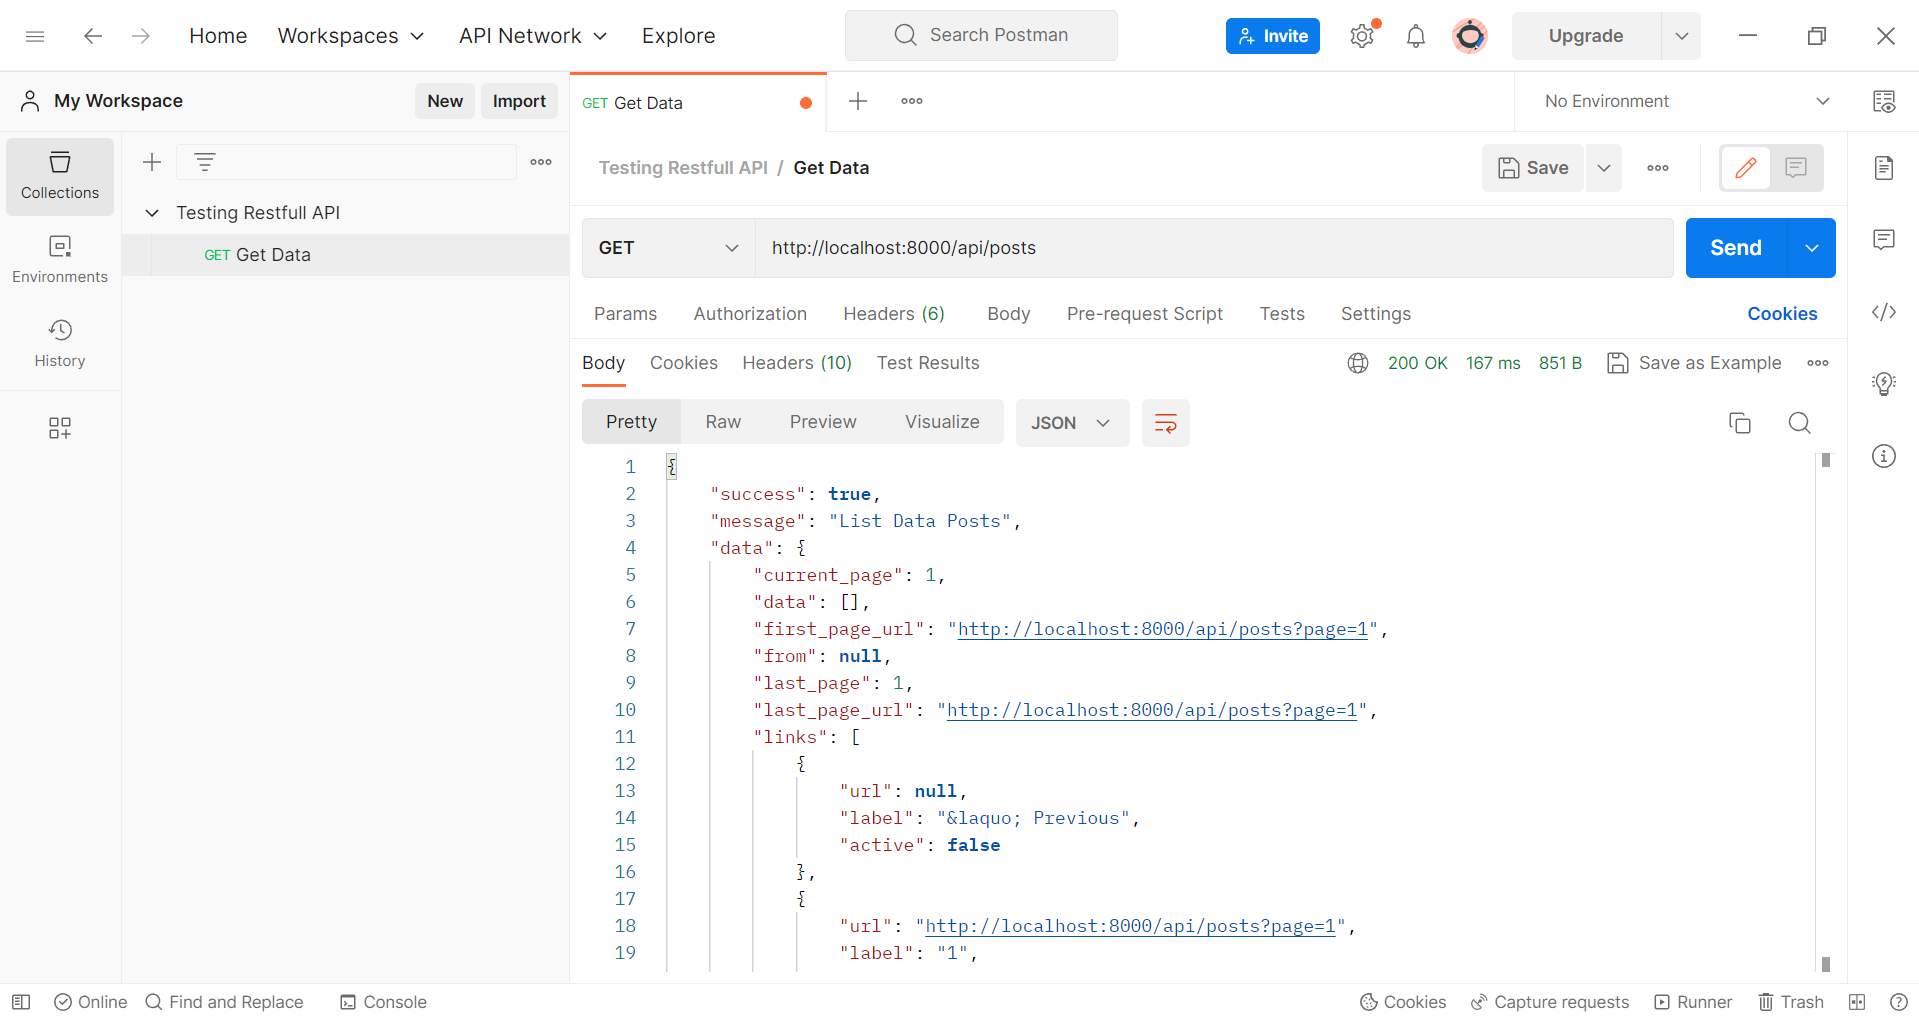 Home Workspaces API Network Explore Search Postman Invite Upgrade
My Workspace New Import
GET Get Data No Environment
Collections
Environments
History
Testing Restfull API
GET Get Data
Testing Restfull API / Get Data Save
GET http://localhost:8000/api/posts Send
Params Authorization Headers (6) Body Pre-request Script Tests Settings Cookies
Body Cookies Headers (10) Test Results 200 OK 167 ms 851 B Save as Example
Pretty Raw Preview Visualize JSON
1 {
2 "success": true,
3 "message": "List Data Posts",
4 "data": {
5 "current_page": 1,
6 "data": [],
7 "first_page_url": "http://localhost:8000/api/posts?page=1",
8 "from": null,
9 "last_page": 1,
10 "last_page_url": "http://localhost:8000/api/posts?page=1",
11 "links": [
12 {
13 "url": null,
14 "label": "&laquo; Previous",
15 "active": false
16 },
17 {
18 "url": "http://localhost:8000/api/posts?page=1",
19 "label": "1",
Online Find and Replace Console Cookies Capture requests Runner Trash